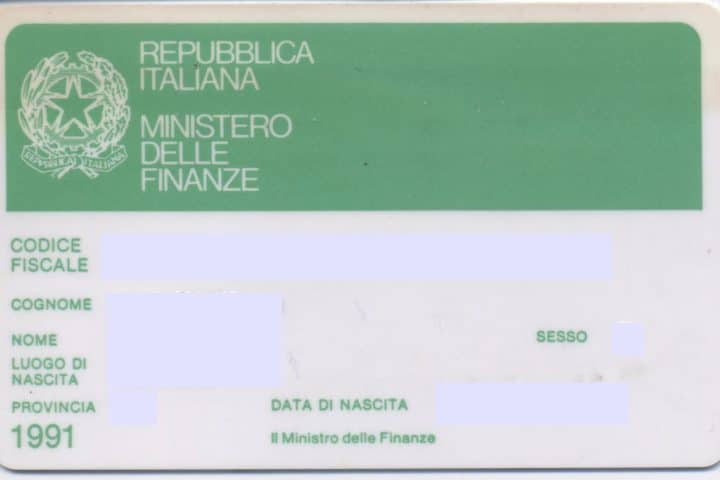 REPUBBLICA
ITALIANA
MINISTERO
DELLE
FINANZE
REPVBBLICA ITALIANA
CODICE
FISCALE
COGNOME
NOME
SESSO
LUOGO DI
NASCITA
PROVINCIA
DATA DI NASCITA
1991
Il Ministro delle Finanze